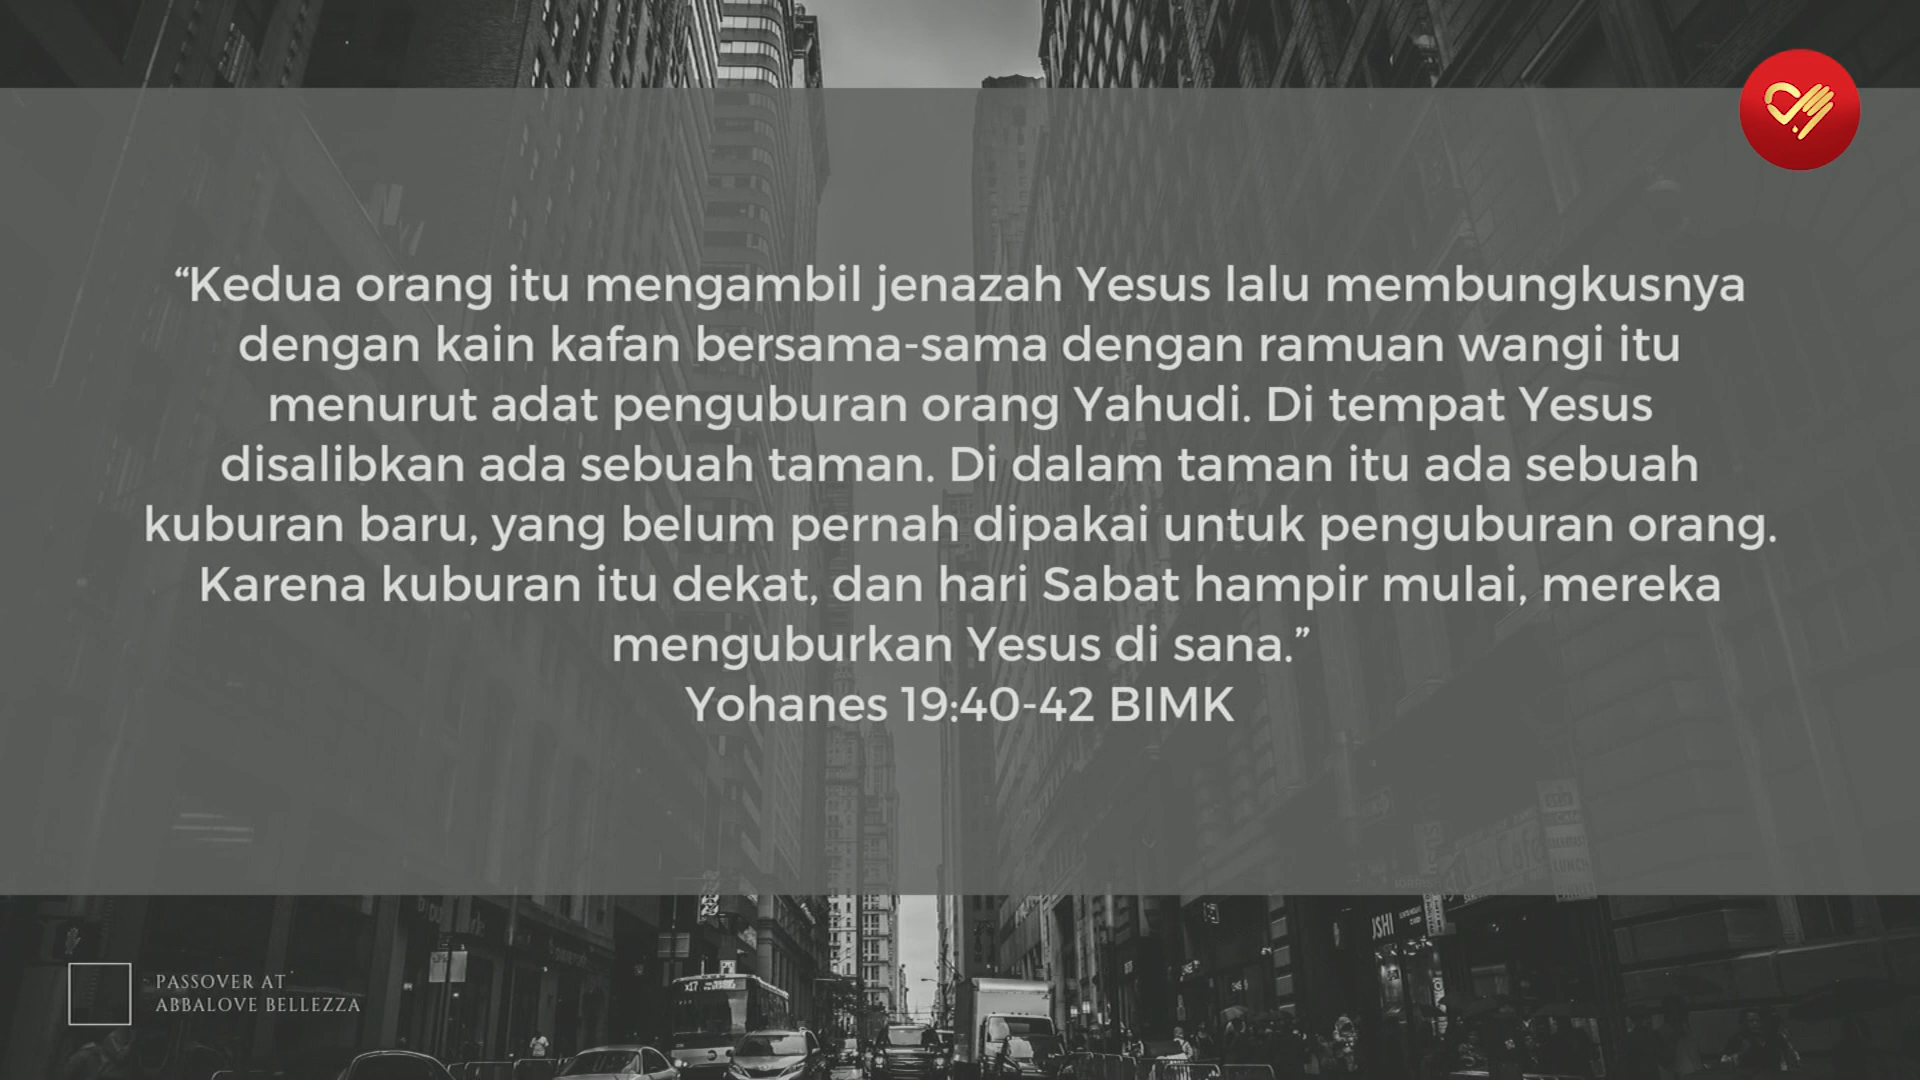 “Kedua orang itu mengambil jenazah Yesus lalu membungkusnya
dengan kain kafan bersama-sama dengan ramuan wangi itu
menurut adat penguburan orang Yahudi. Di tempat Yesus
disalibkan ada sebuah taman. Di dalam taman itu ada sebuah
kuburan baru, yang belum pernah dipakai untuk penguburan orang.
Karena kuburan itu dekat, dan hari Sabat hampir mulai, mereka
menguburkan Yesus di sana.”
Yohanes 19:40-42 BIMK
X17
PASSOVER AT
ABBALOVE BELLEZZA